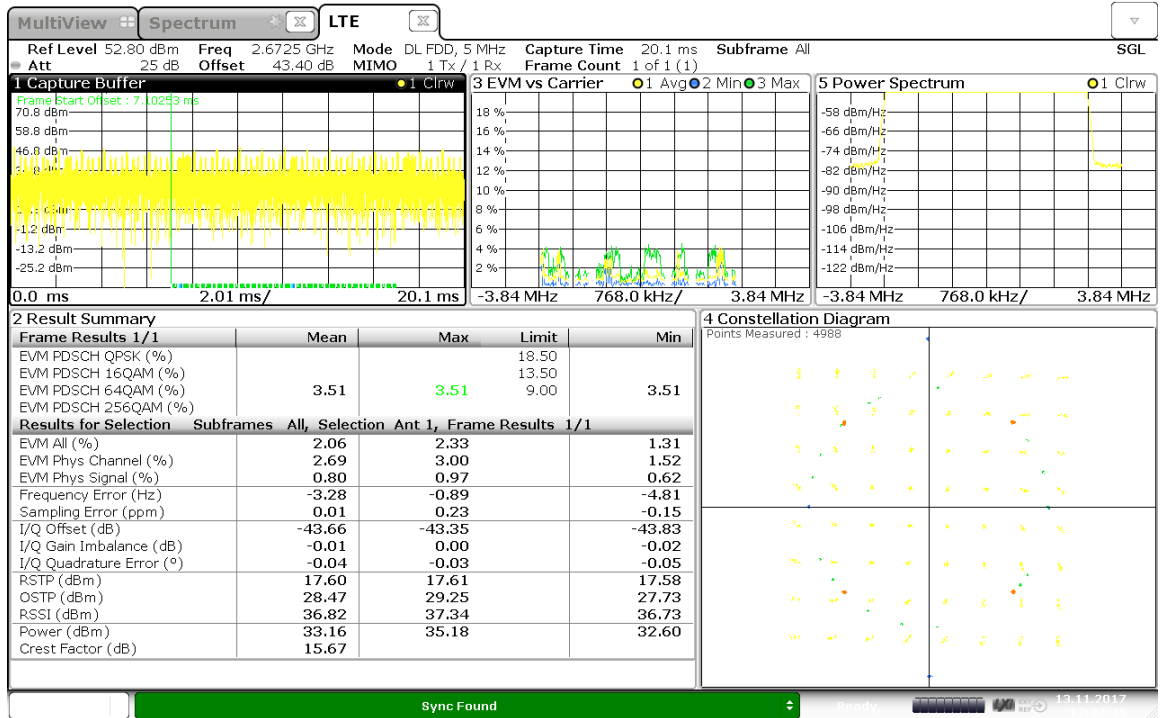 MultiView Spectrum LTE
Ref Level 52.80 dBm Freq 2.6725 GHz Mode DL FDD, 5 MHz Capture Time 20.1 ms Subframe All SGL
Att 25 dB Offset 43.40 dB MIMO 1 Tx / 1 Rx Frame Count 1 of 1 (1)
1 Capture Buffer 1 Clrw
Frame Start Offset : 7.10253 ms
70.8 dBm
58.8 dBm
46.8 dBm
-1.2 dBm
-13.2 dBm
-25.2 dBm
0.0 ms 2.01 ms/ 20.1 ms
3 EVM vs Carrier 1 Avg 2 Min 3 Max
18 %
16 %
14 %
12 %
10 %
8 %
6 %
4 %
2 %
-3.84 MHz 768.0 kHz/ 3.84 MHz
5 Power Spectrum 1 Clrw
-58 dBm/Hz
-66 dBm/Hz
-74 dBm/Hz
-82 dBm/Hz
-90 dBm/Hz
-98 dBm/Hz
-106 dBm/Hz
-114 dBm/Hz
-122 dBm/Hz
-3.84 MHz 768.0 kHz/ 3.84 MHz
2 Result Summary
Frame Results 1/1 Mean Max Limit Min
EVM PDSCH QPSK (%) 18.50
EVM PDSCH 16QAM (%) 13.50
EVM PDSCH 64QAM (%) 3.51 3.51 9.00 3.51
EVM PDSCH 256QAM (%)
Results for Selection Subframes All, Selection Ant 1, Frame Results 1/1
EVM All (%) 2.06 2.33 1.31
EVM Phys Channel (%) 2.69 3.00 1.52
EVM Phys Signal (%) 0.80 0.97 0.62
Frequency Error (Hz) -3.28 -0.89 -4.81
Sampling Error (ppm) 0.01 0.23 -0.15
I/Q Offset (dB) -43.66 -43.35 -43.83
I/Q Gain Imbalance (dB) -0.01 0.00 -0.02
I/Q Quadrature Error (º) -0.04 -0.03 -0.05
RSTP (dBm) 17.60 17.61 17.58
OSTP (dBm) 28.47 29.25 27.73
RSSI (dBm) 36.82 37.34 36.73
Power (dBm) 33.16 35.18 32.60
Crest Factor (dB) 15.67
4 Constellation Diagram
Points Measured : 4988
Sync Found Ready 13.11.2017